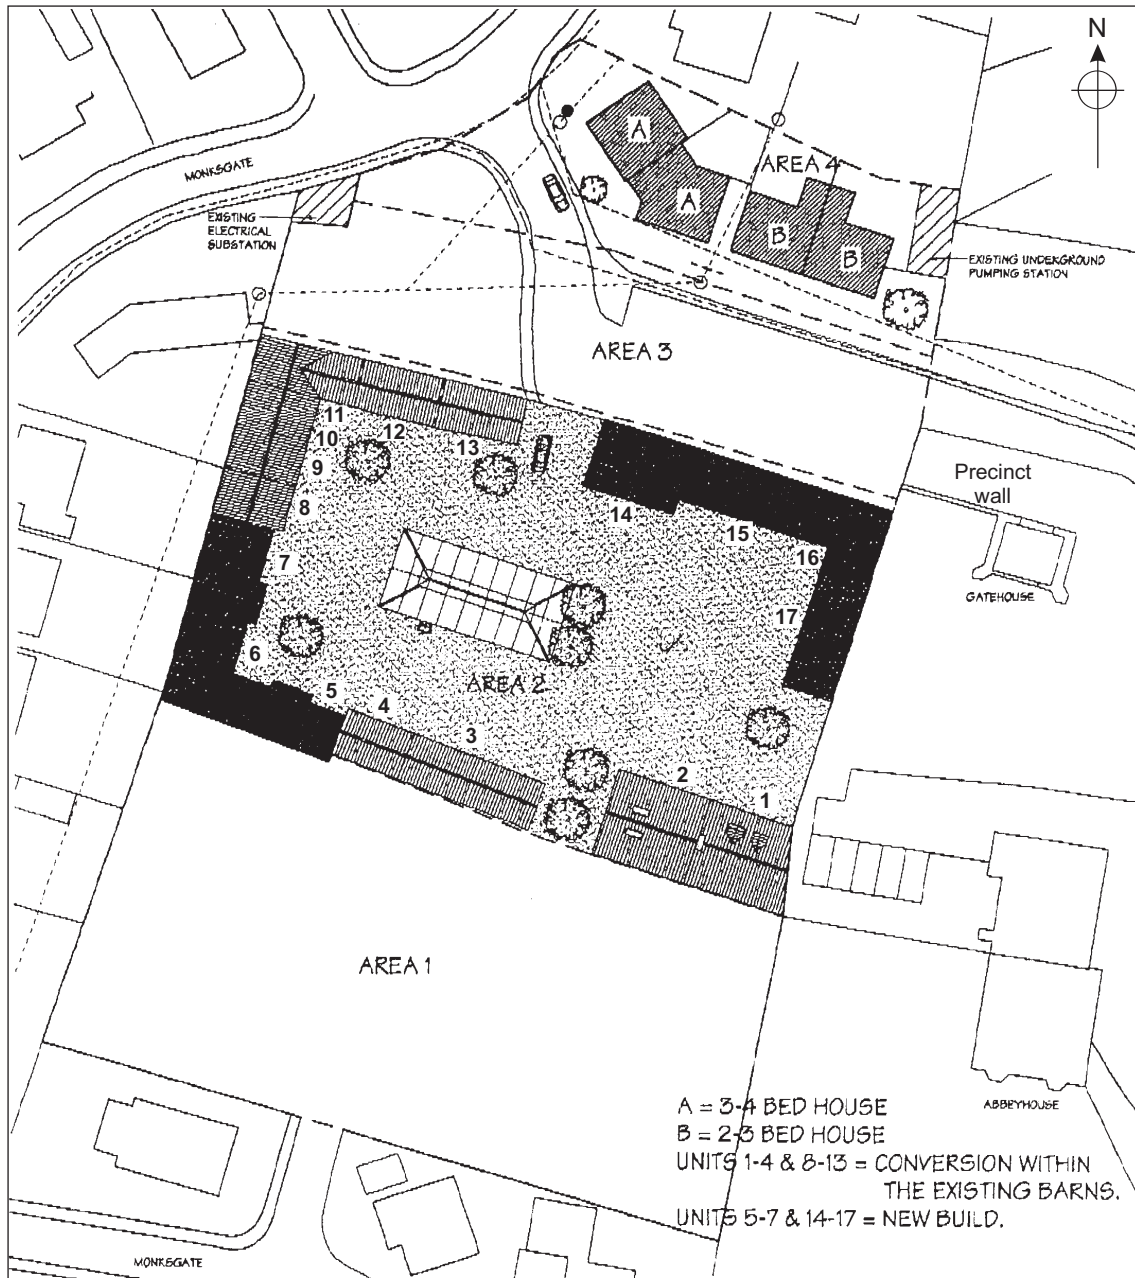 N
MONKSGATE
A
AREA 4
A
B
B
EXISTING
ELECTRICAL
SUBSTATION
EXISTING UNDERGROUND
PUMPING STATION
AREA 3
11
12
10
13
9
8
14
15
16
Precinct
wall
7
GATEHOUSE
17
6
5
4
3
AREA 2
2
1
AREA 1
ABBEYHOUSE
A = 3-4 BED HOUSE
B = 2-3 BED HOUSE
UNITS 1-4 & 8-13 = CONVERSION WITHIN
THE EXISTING BARNS.
UNITS 5-7 & 14-17 = NEW BUILD.
MONKSGATE